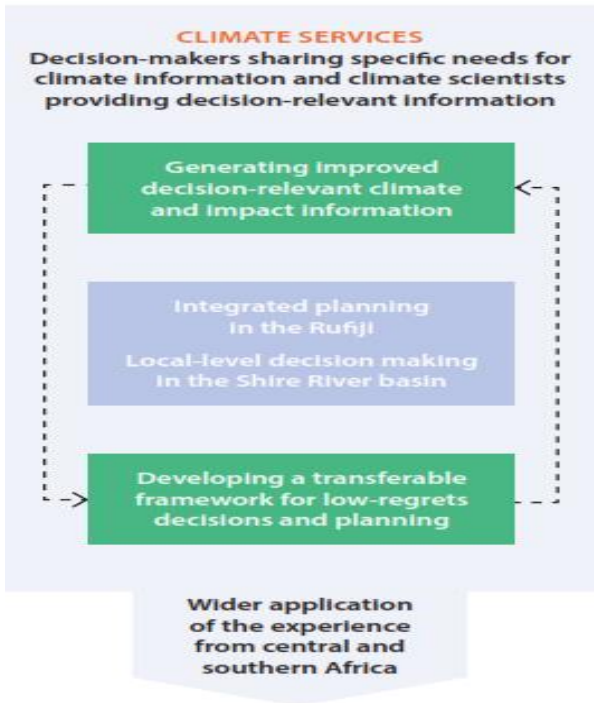 CLIMATE SERVICES
Decision-makers sharing specific needs for
climate information and climate scientists
providing decision-relevant information
Generating improved
decision-relevant climate
and impact information
Integrated planning
in the Rufiji
Local-level decision making
in the Shire River basin
Developing a transferable
framework for low-regrets
decisions and planning
Wider application
of the experience
from central and
southern Africa